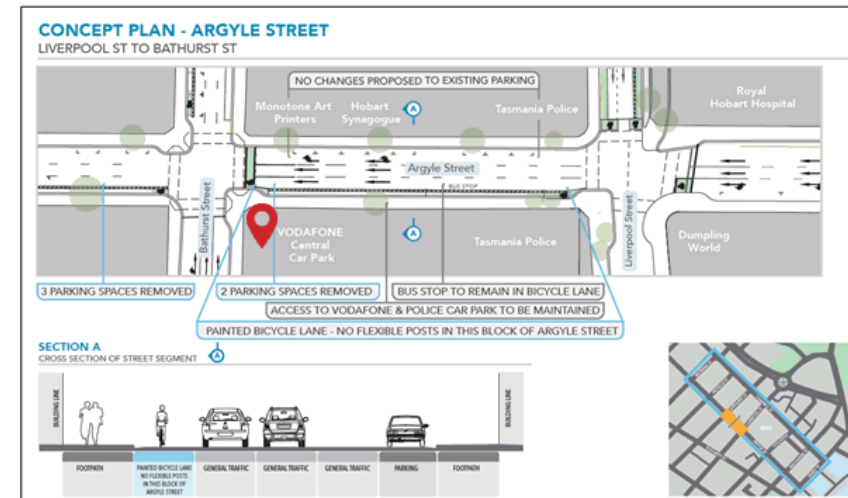 CONCEPT PLAN - ARGYLE STREET
LIVERPOOL ST TO BATHURST ST
NO CHANGES PROPOSED TO EXISTING PARKING
Monotone Art
Printers
Hobart
Synagogue
A
Tasmania Police
Royal
Hobart Hospital
Argyle Street
BUS STOP
Bathurst Street
VODAFONE
Central
Car Park
A
Tasmania Police
Liverpool Street
Dumpling
World
3 PARKING SPACES REMOVED
2 PARKING SPACES REMOVED
BUS STOP TO REMAIN IN BICYCLE LANE
ACCESS TO VODAFONE & POLICE CAR PARK TO BE MAINTAINED
PAINTED BICYCLE LANE - NO FLEXIBLE POSTS IN THIS BLOCK OF ARGYLE STREET
SECTION A
CROSS SECTION OF STREET SEGMENT
A
BUILDING LINE
BUILDING LINE
FOOTPATH
PAINTED BICYCLE LANE
NO FLEXIBLE POSTS
IN THIS BLOCK OF
ARGYLE STREET
GENERAL TRAFFIC
GENERAL TRAFFIC
GENERAL TRAFFIC
PARKING
FOOTPATH